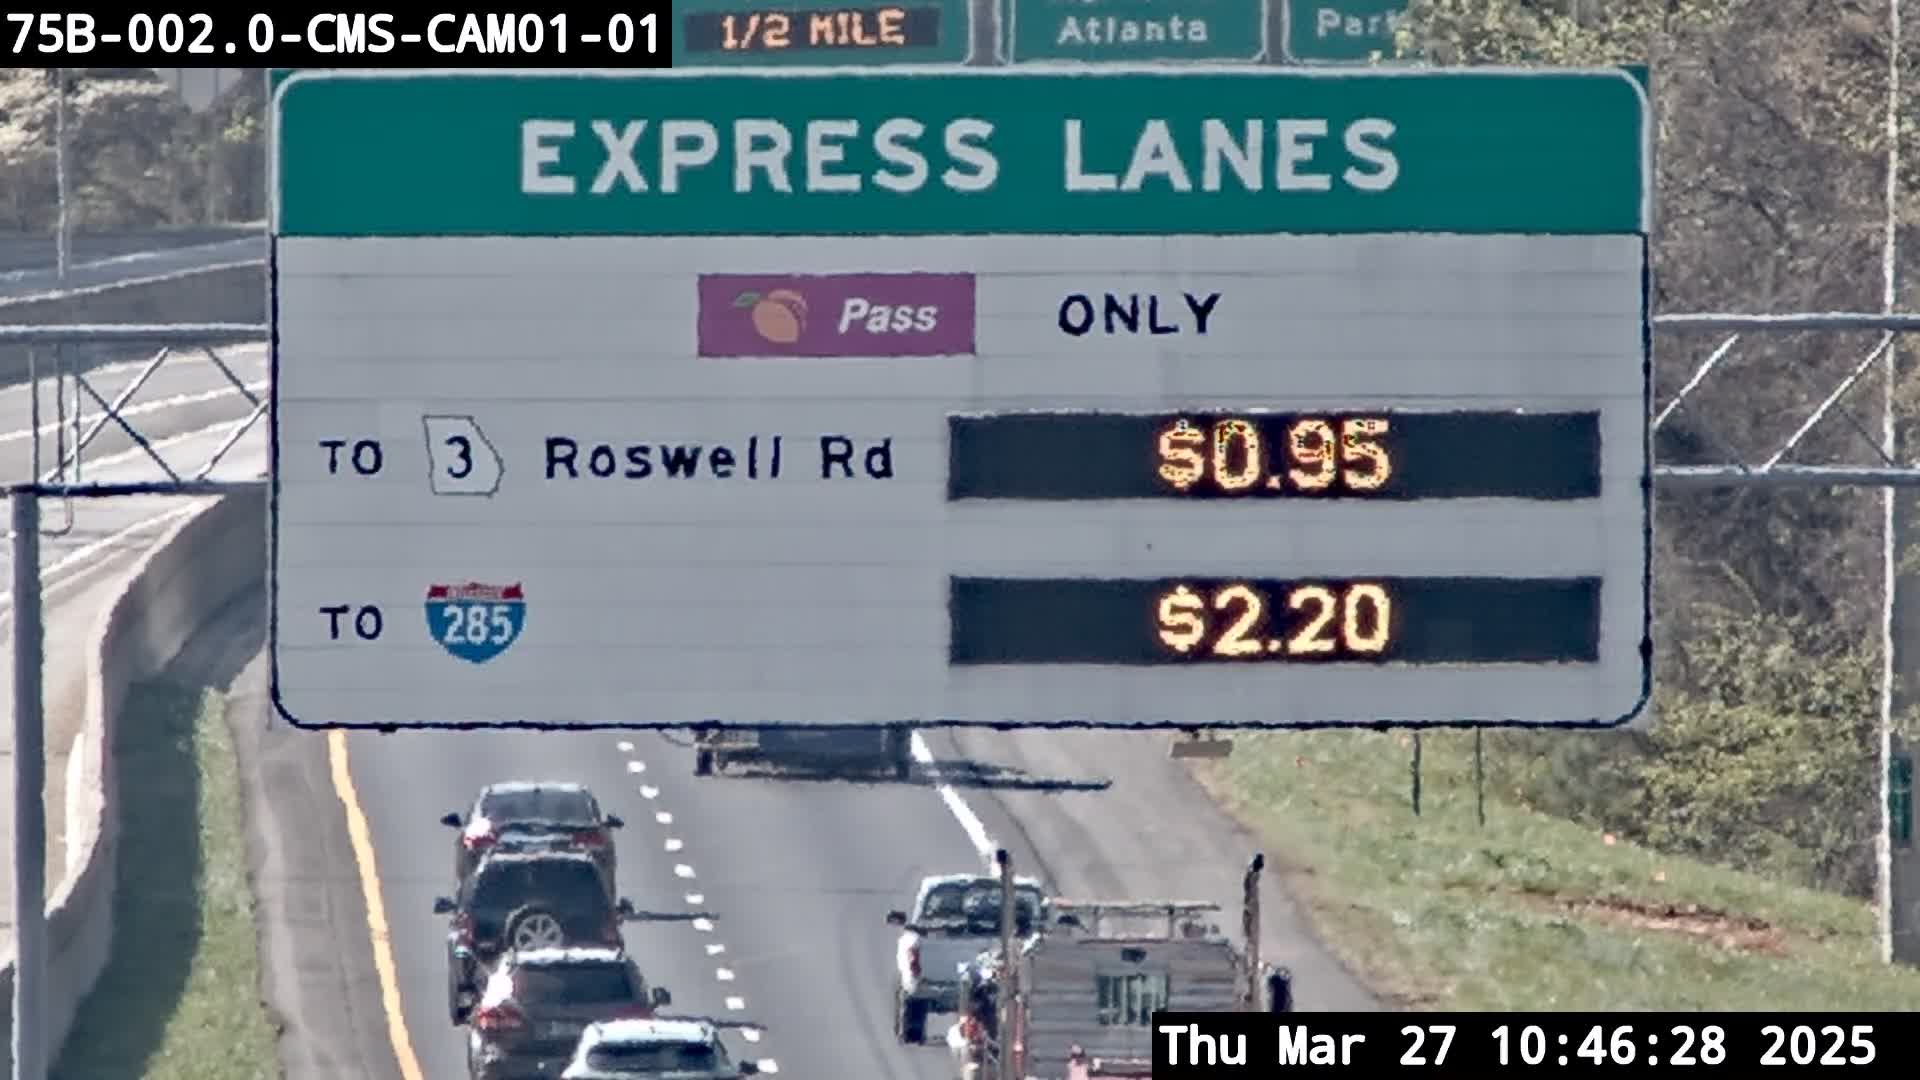 75B-002.0-CMS-CAM01-01
1/2 MILE
Atlanta
EXPRESS LANES
Pass ONLY
TO 3 Roswell Rd $0.95
TO 285 $2.20
Thu Mar 27 10:46:28 2025